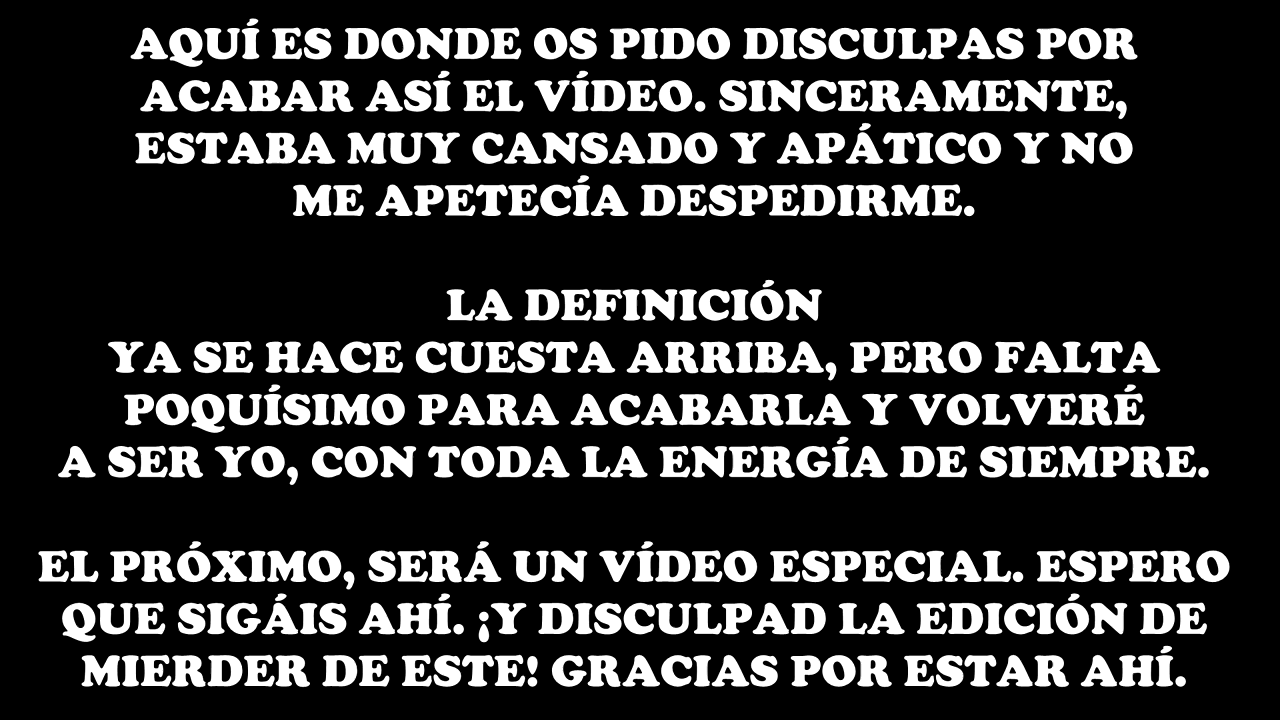 AQUÍ ES DONDE OS PIDO DISCULPAS POR
ACABAR ASÍ EL VÍDEO. SINCERAMENTE,
ESTABA MUY CANSADO Y APÁTICO Y NO
ME APETECÍA DESPEDIRME.
LA DEFINICIÓN
YA SE HACE CUESTA ARRIBA, PERO FALTA
POQUÍSIMO PARA ACABARLA Y VOLVERÉ
A SER YO, CON TODA LA ENERGÍA DE SIEMPRE.
EL PRÓXIMO, SERÁ UN VÍDEO ESPECIAL. ESPERO
QUE SIGÁIS AHÍ. ¡Y DISCULPAD LA EDICIÓN DE
MIERDER DE ESTE! GRACIAS POR ESTAR AHÍ.